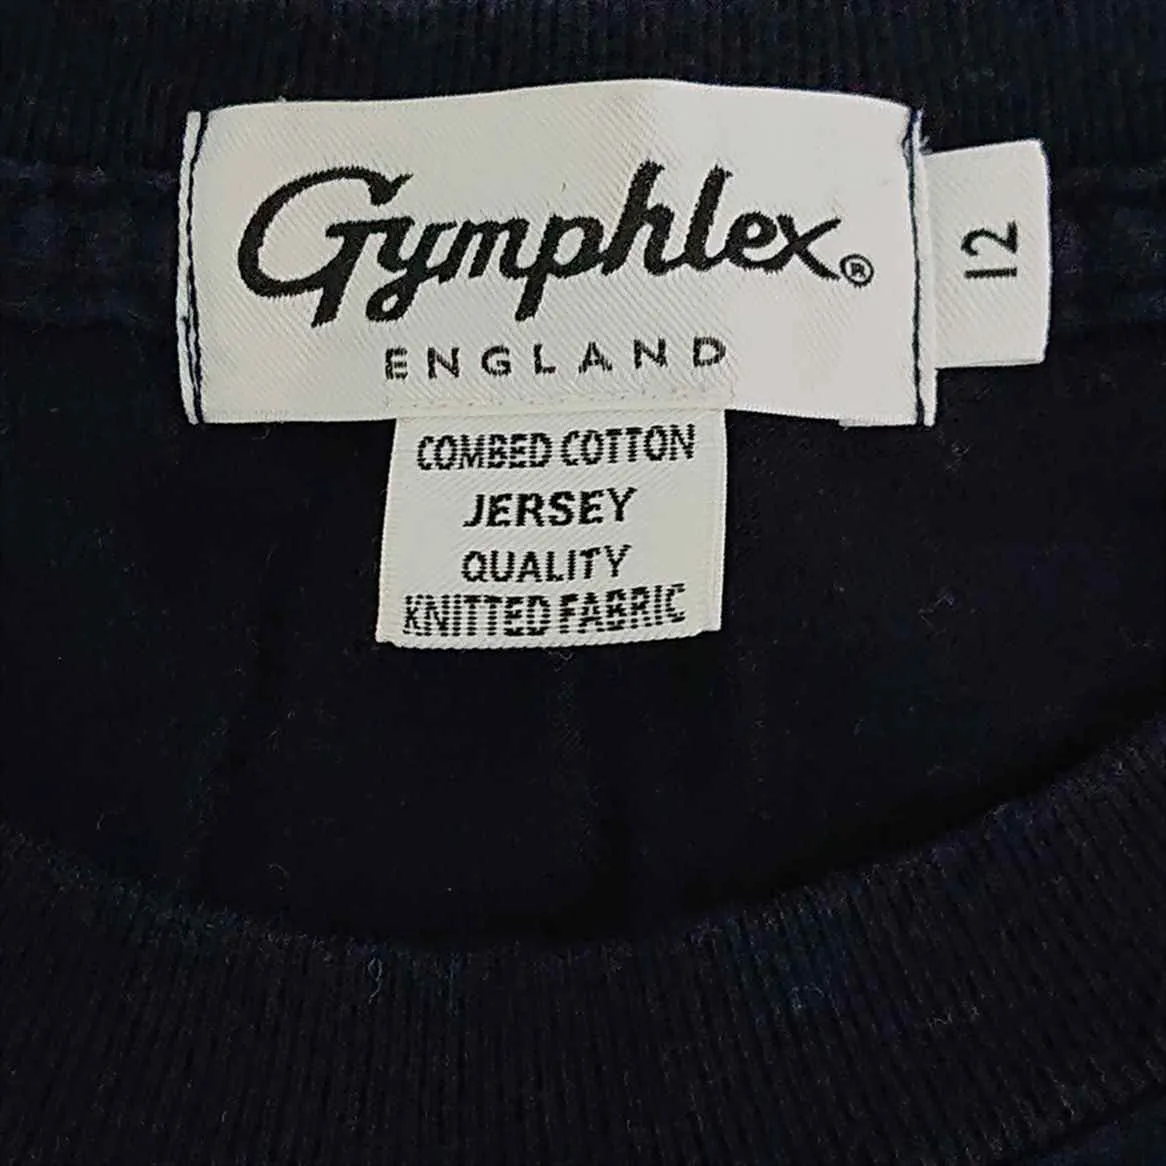 Gymphlex®
ENGLAND
12
COMBED COTTON
JERSEY
QUALITY
KNITTED FABRIC